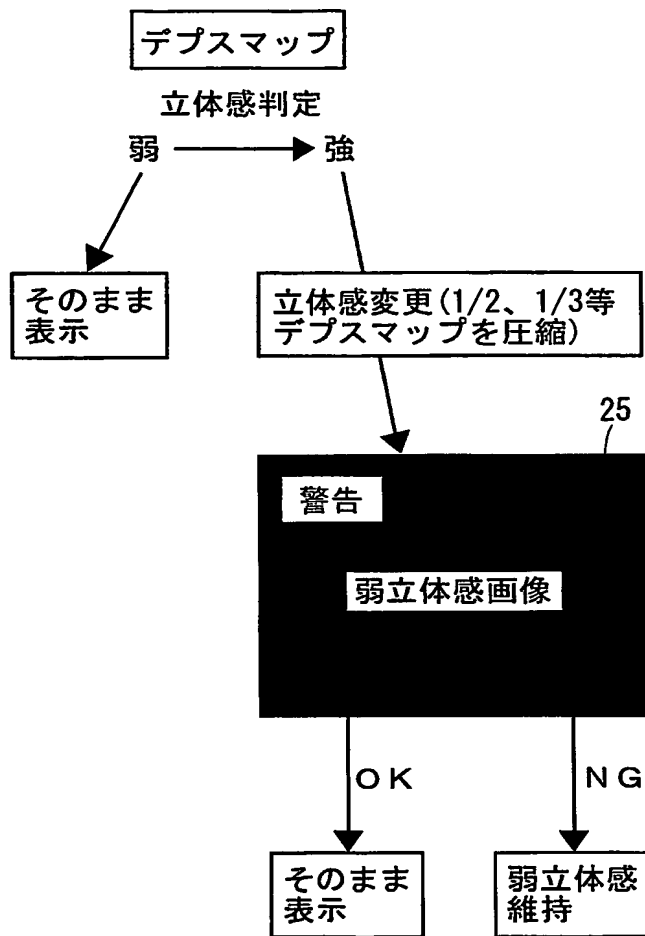 デプスマップ
立体感判定
弱
強
そのまま
表示
立体感変更(1/2、1/3等
デプスマップを圧縮)
25
警告
弱立体感画像
OK
NG
そのまま
表示
弱立体感
維持